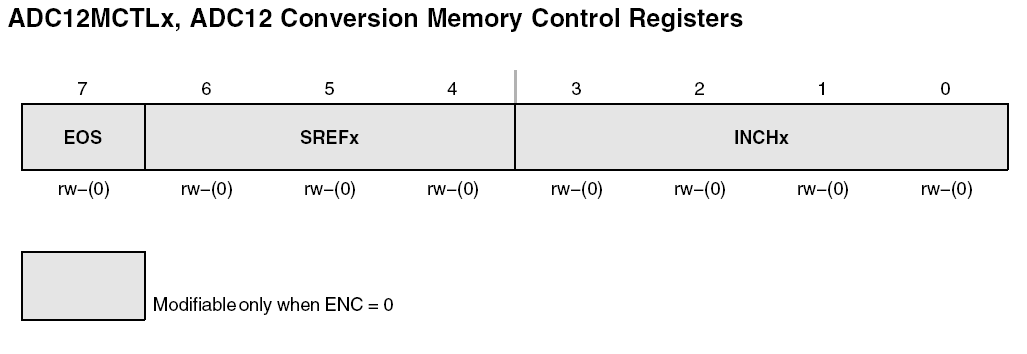 ADC12MCTLx, ADC12 Conversion Memory Control Registers
7 6 5 4 3 2 1 0
EOS SREFx INCHx
rw−(0) rw−(0) rw−(0) rw−(0) rw−(0) rw−(0) rw−(0) rw−(0)
Modifiable only when ENC = 0